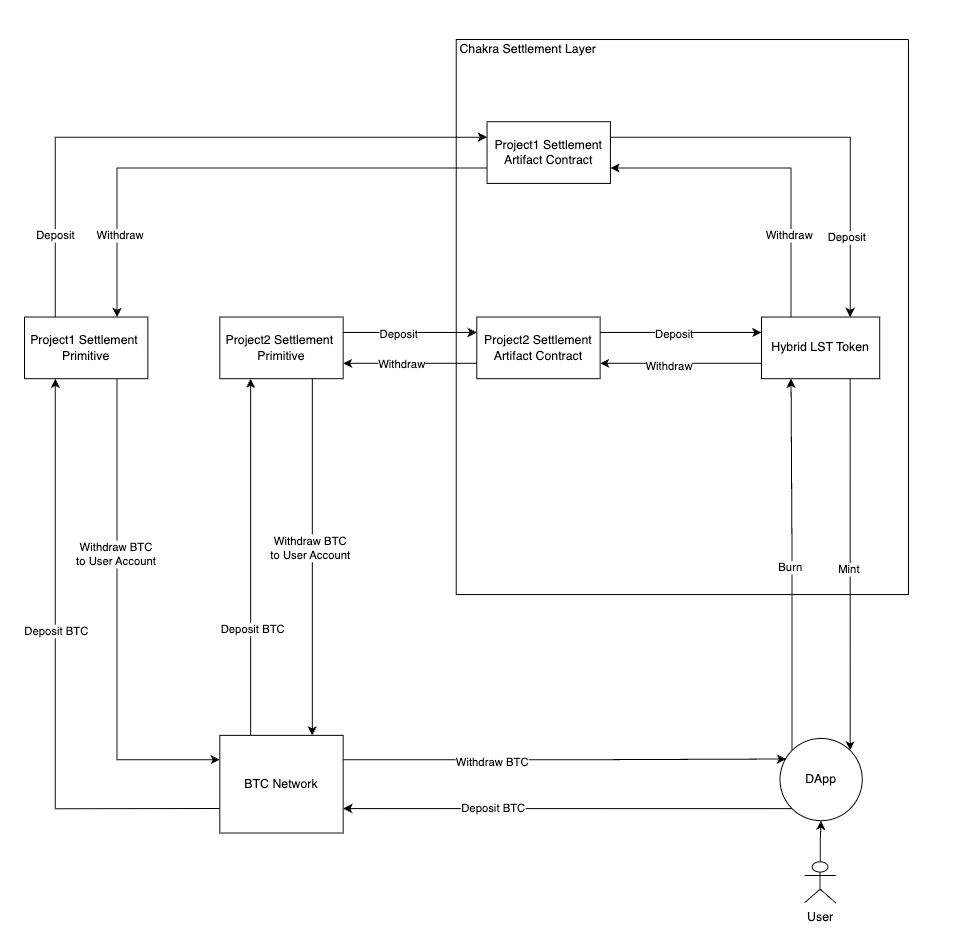 Chakra Settlement Layer
Project1 Settlement
Artifact Contract
Deposit
Withdraw
Withdraw
Deposit
Project1 Settlement
Primitive
Project2 Settlement
Primitive
Deposit
Withdraw
Project2 Settlement
Artifact Contract
Deposit
Withdraw
Hybrid LST Token
Withdraw BTC
to User Account
Withdraw BTC
to User Account
Burn
Mint
Deposit BTC
Deposit BTC
BTC Network
Withdraw BTC
Deposit BTC
DApp
User